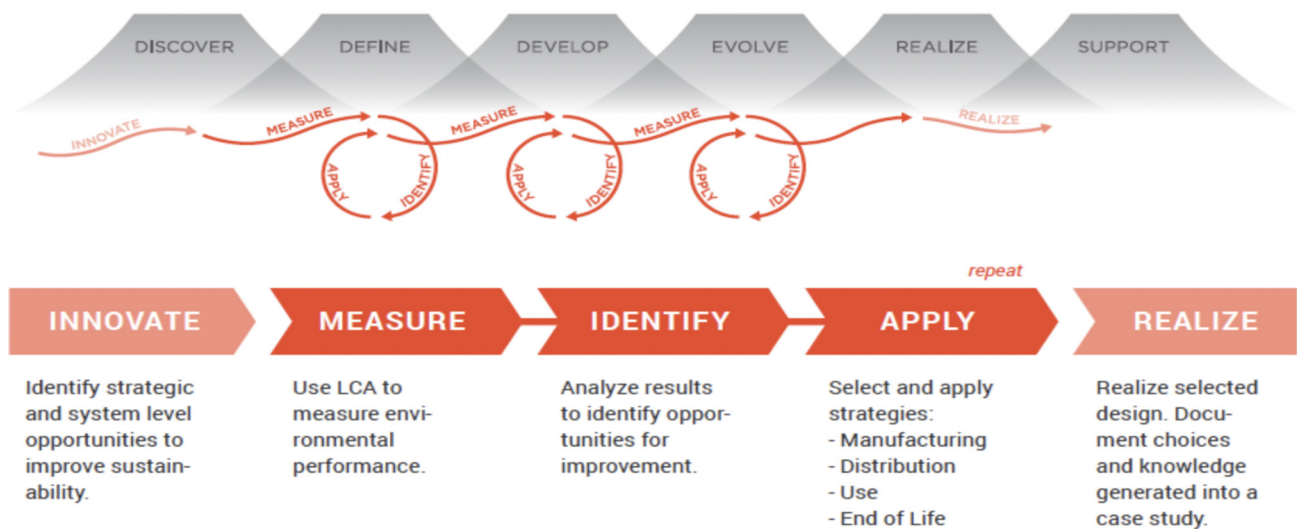 DISCOVER
DEFINE
DEVELOP
EVOLVE
REALIZE
SUPPORT
INNOVATE
MEASURE
APPLY
IDENTIFY
MEASURE
APPLY
IDENTIFY
MEASURE
APPLY
IDENTIFY
REALIZE
repeat
INNOVATE
MEASURE
IDENTIFY
APPLY
REALIZE
Identify strategic
and system level
opportunities to
improve sustain-
ability.
Use LCA to
measure envi-
ronmental
performance.
Analyze results
to identify oppor-
tunities for
improvement.
Select and apply
strategies:
- Manufacturing
- Distribution
- Use
- End of Life
Realize selected
design. Docu-
ment choices
and knowledge
generated into a
case study.